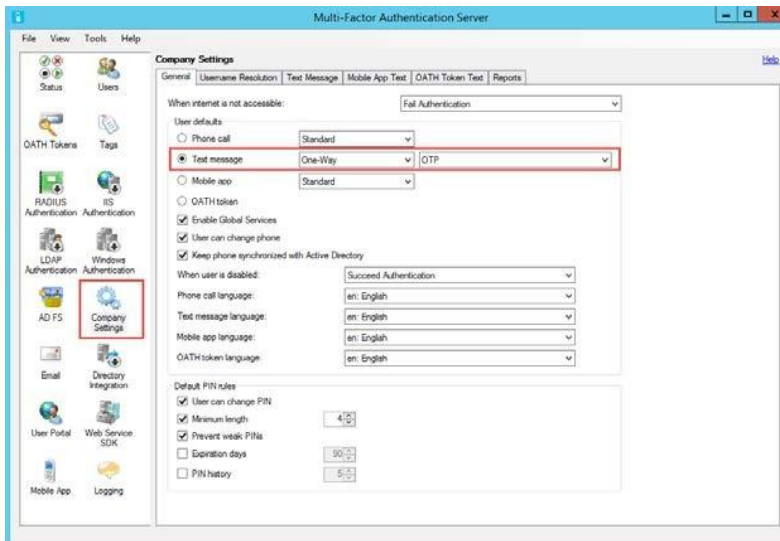 Multi-Factor Authentication Server
File View Tools Help
Status Users
OATH Tokens Tags
RADIUS Authentication IIS Authentication
LDAP Authentication Windows Authentication
AD FS Company Settings
Email Directory Integration
User Portal Web Service SDK
Mobile App Logging
Company Settings Help
General Username Resolution Text Message Mobile App Text OATH Token Text Reports
When internet is not accessible: Fail Authentication
User defaults
Phone call Standard
Text message One-Way OTP
Mobile app Standard
OATH token
Enable Global Services
User can change phone
Keep phone synchronized with Active Directory
When user is disabled: Succeed Authentication
Phone call language: en: English
Text message language: en: English
Mobile app language: en: English
OATH token language: en: English
Default PIN rules
User can change PIN
Minimum length 4
Prevent weak PINs
Expiration days 90
PIN history 5